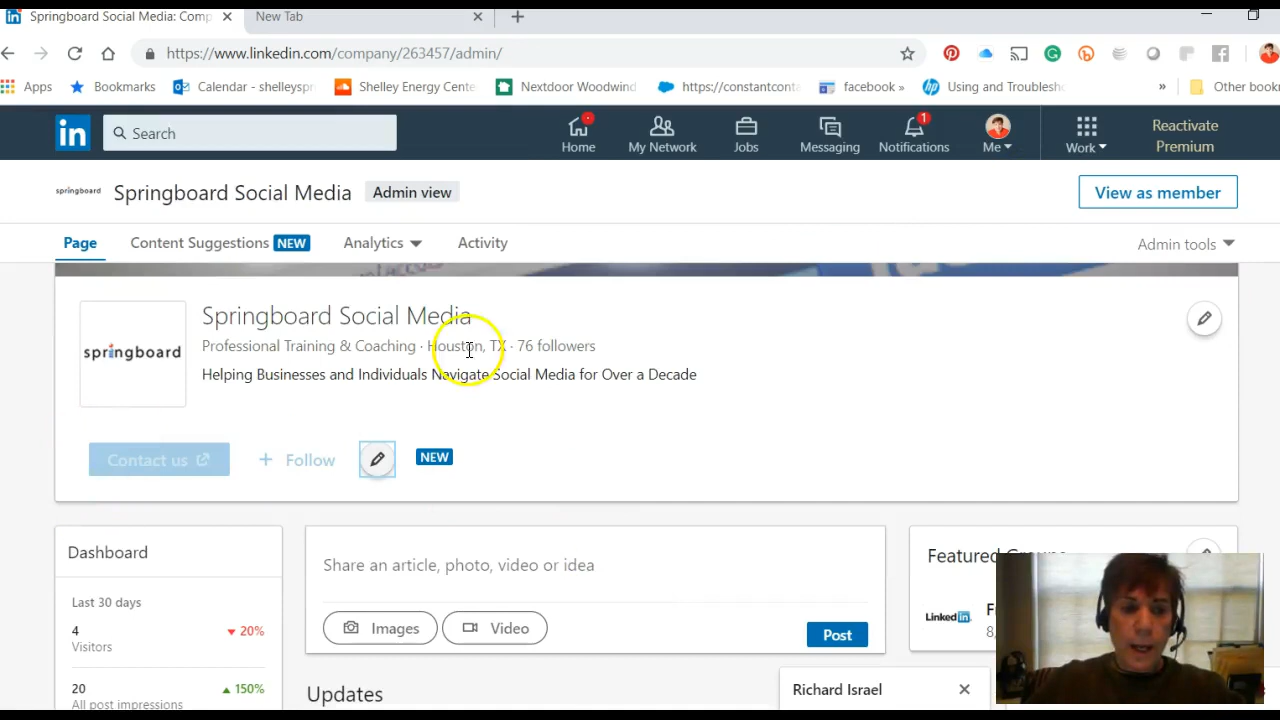 Springboard Social Media: Comp
New Tab
https://www.linkedin.com/company/263457/admin/
Apps
Bookmarks
Calendar - shelleyspr
Shelley Energy Cente
Nextdoor Woodwind
https://constantconta
facebook »
Using and Troublesh
»
Other book
in
Search
Home
My Network
Jobs
Messaging
1
Notifications
Me
Work
Reactivate
Premium
springboard
Springboard Social Media
Admin view
View as member
Page
Content Suggestions NEW
Analytics
Activity
Admin tools
springboard
Springboard Social Media
Professional Training & Coaching · Houston, TX · 76 followers
Helping Businesses and Individuals Navigate Social Media for Over a Decade
Contact us
+ Follow
NEW
Dashboard
Last 30 days
4
20%
Visitors
20
150%
All post impressions
Share an article, photo, video or idea
Images
Video
Post
Updates
Featured Groups
LinkedIn
Richard Israel